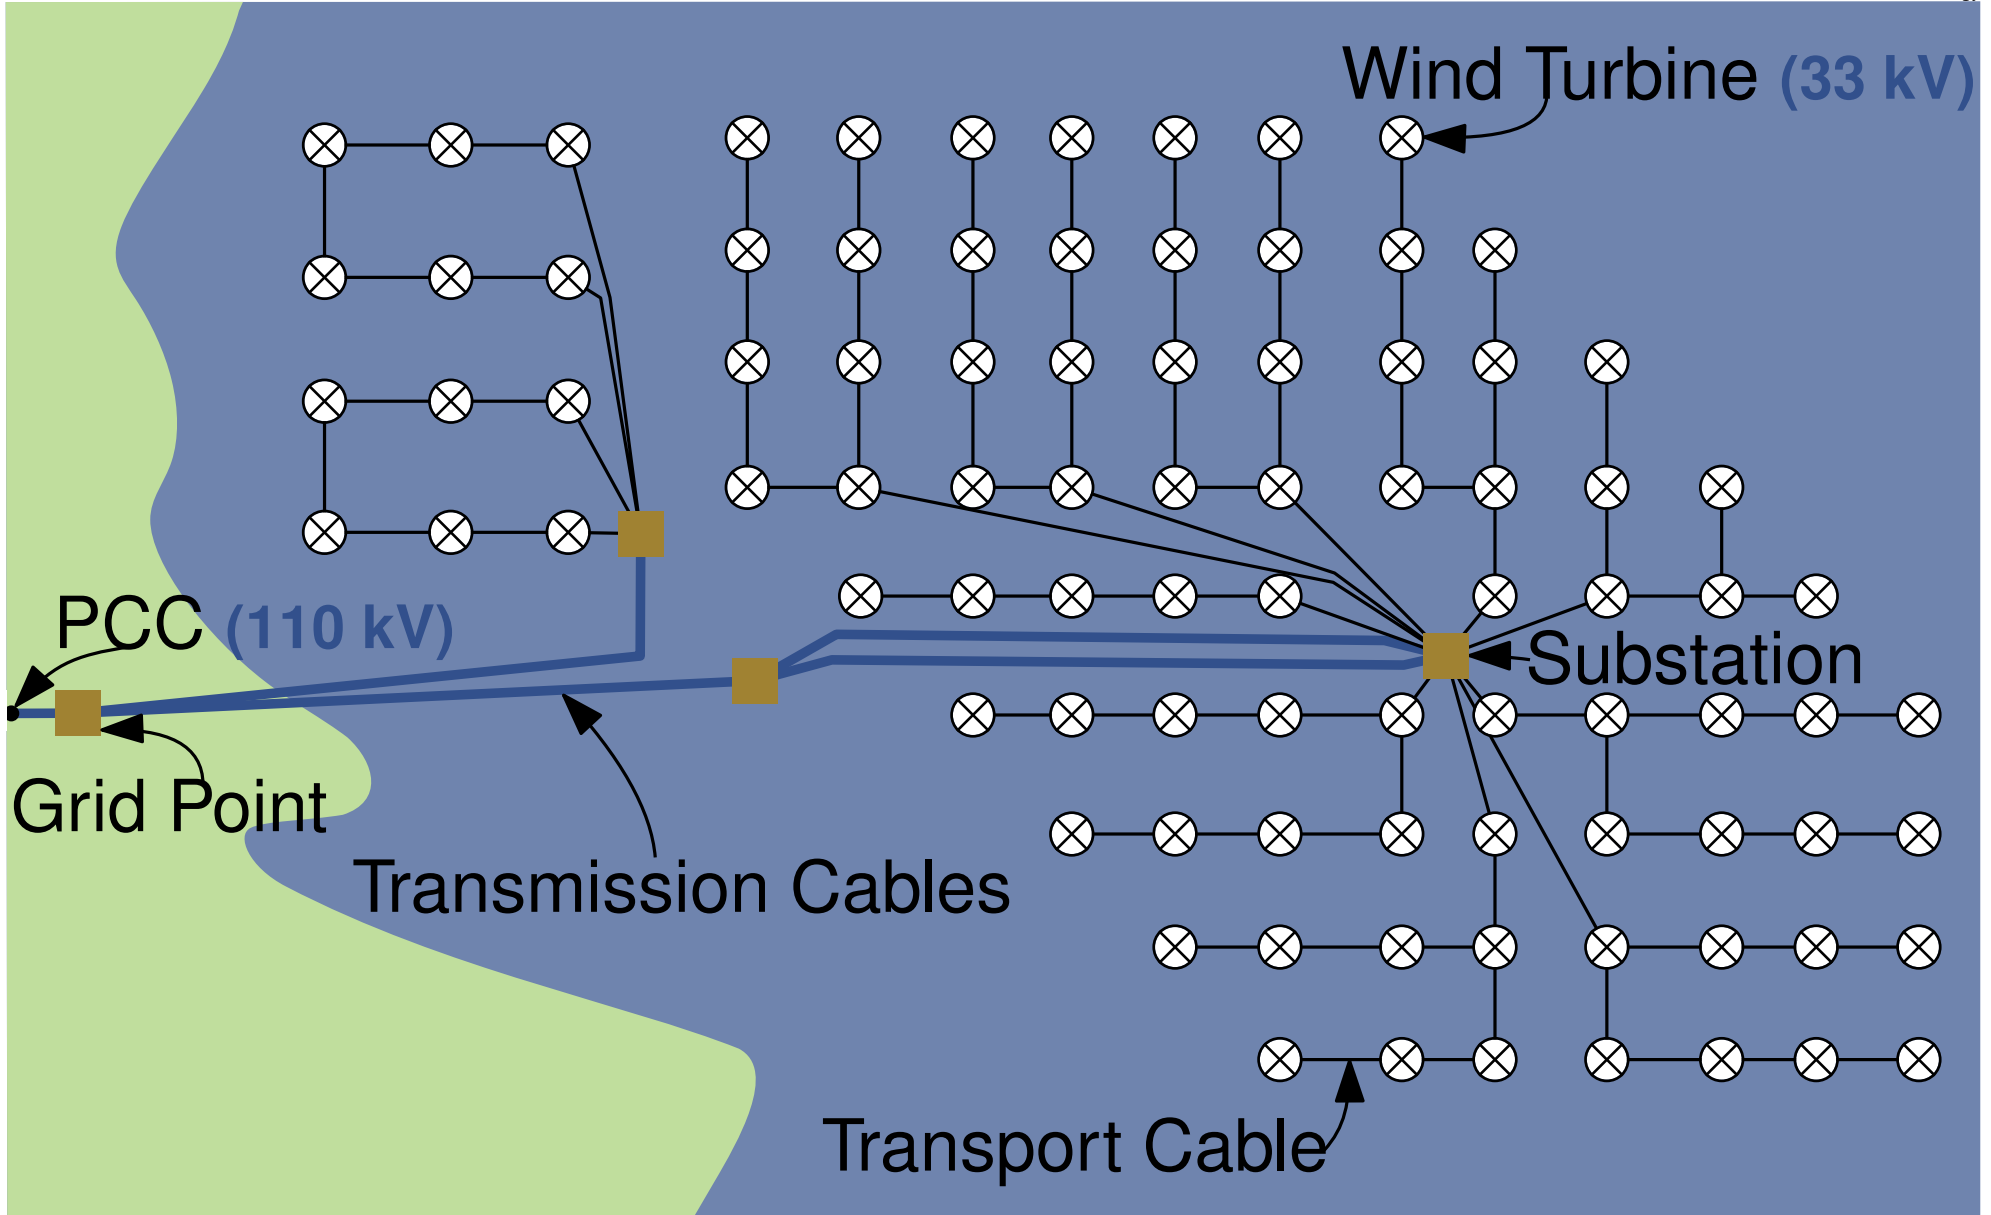 Wind Turbine (33 kV)
PCC (110 kV)
Substation
Grid Point
Transmission Cables
Transport Cable